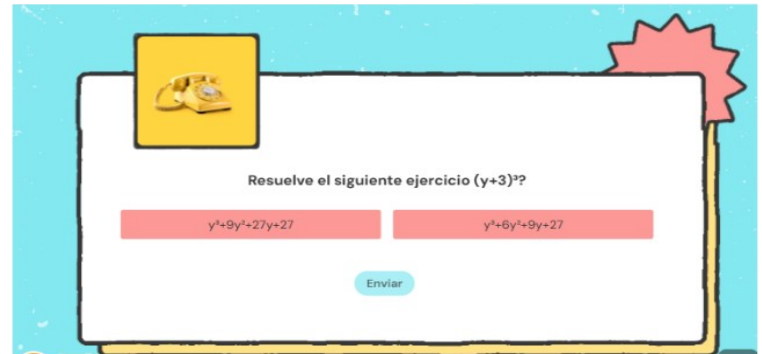 Resuelve el siguiente ejercicio (y+3)³?
y³+9y²+27y+27
y³+6y²+9y+27
Enviar